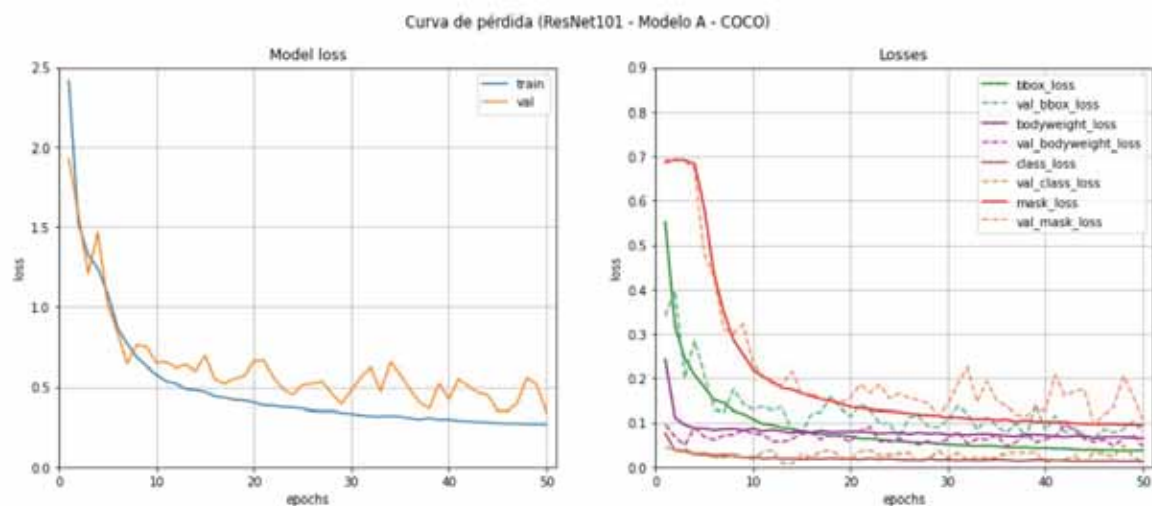 Curva de pérdida (ResNet101 - Modelo A - COCO)
Model loss
2.5
2.0
1.5
1.0
0.5
0.0
loss
0
10
20
30
40
50
epochs
train
val
Losses
0.9
0.8
0.7
0.6
0.5
0.4
0.3
0.2
0.1
0.0
loss
0
10
20
30
40
50
epochs
bbox_loss
val_bbox_loss
bodyweight_loss
val_bodyweight_loss
class_loss
val_class_loss
mask_loss
val_mask_loss